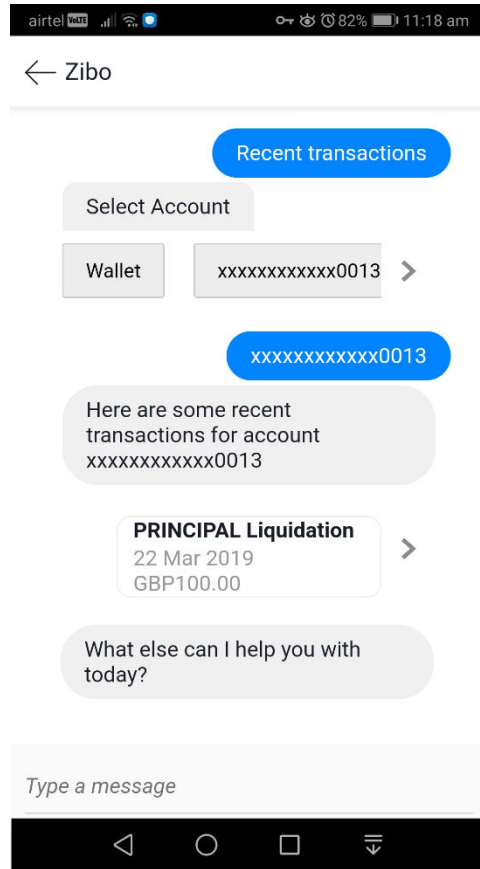 airtel VoLTE 82% 11:18 am
Zibo
Recent transactions
Select Account
Wallet xxxxxxxxxxxx0013
xxxxxxxxxxxx0013
Here are some recent
transactions for account
xxxxxxxxxxxx0013
PRINCIPAL Liquidation
22 Mar 2019
GBP100.00
What else can I help you with
today?
Type a message